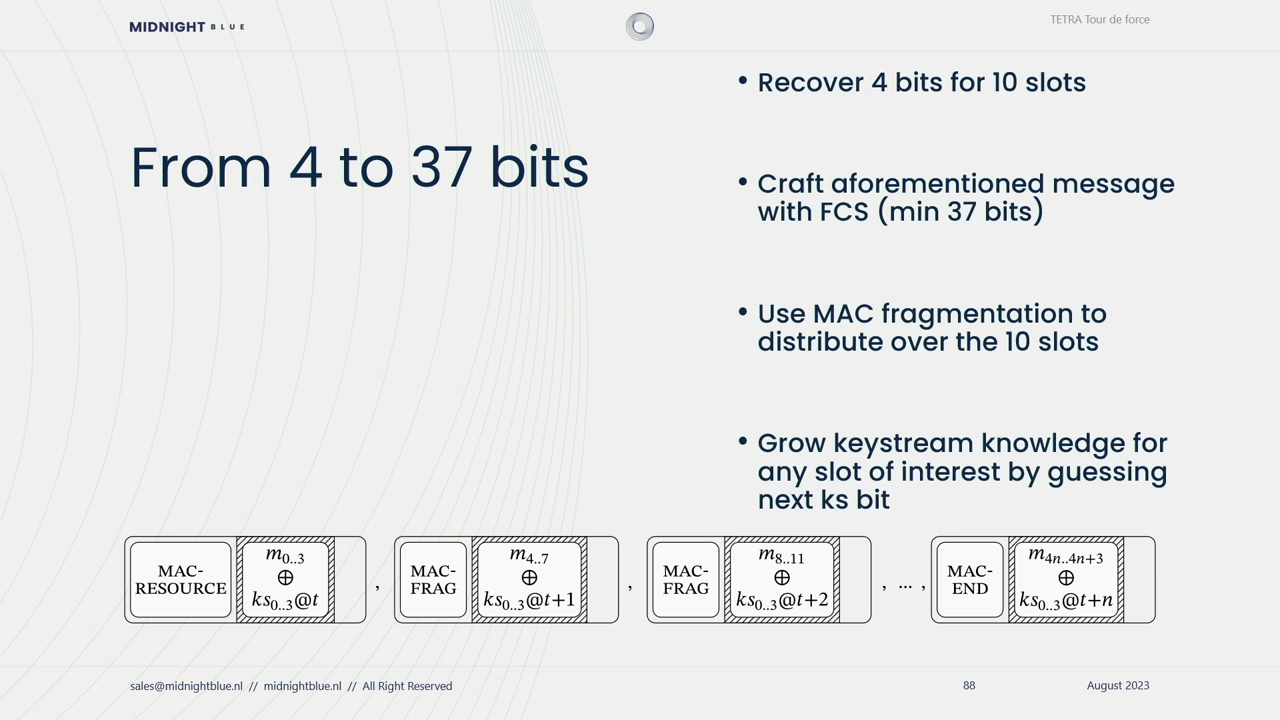 MIDNIGHT BLUE
TETRA Tour de force
From 4 to 37 bits
• Recover 4 bits for 10 slots
• Craft aforementioned message
with FCS (min 37 bits)
• Use MAC fragmentation to
distribute over the 10 slots
• Grow keystream knowledge for
any slot of interest by guessing
next ks bit
MAC-
RESOURCE
m0..3
⊕
ks0..3@t
,
MAC-
FRAG
m4..7
⊕
ks0..3@t+1
,
MAC-
FRAG
m8..11
⊕
ks0..3@t+2
, ... ,
MAC-
END
m4n..4n+3
⊕
ks0..3@t+n
sales@midnightblue.nl // midnightblue.nl // All Right Reserved
88
August 2023